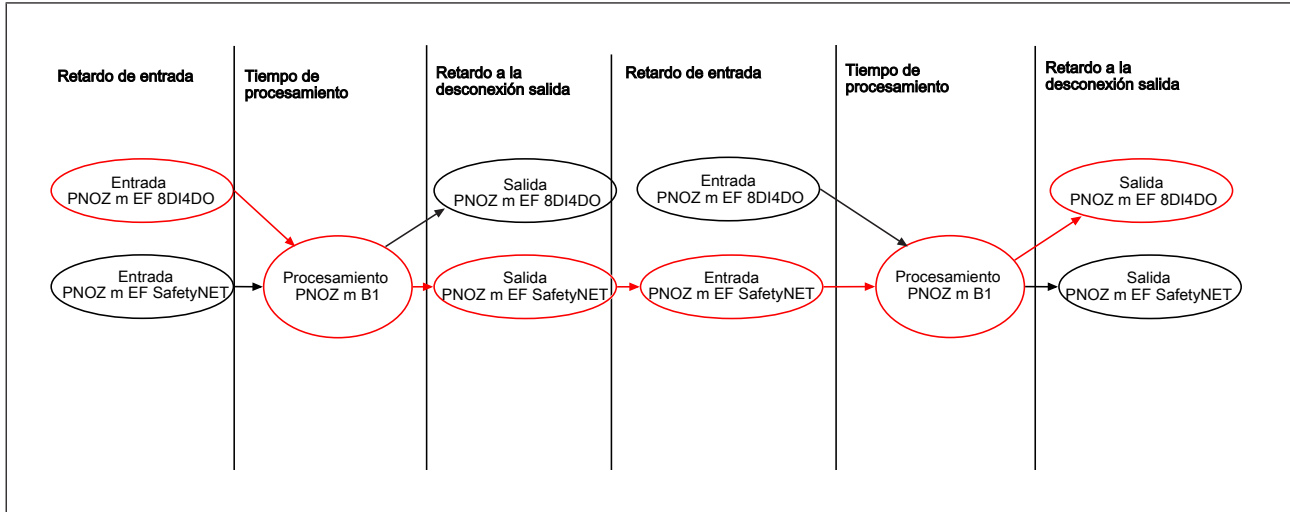 Retardo de entrada
Tiempo de
procesamiento
Retardo a la
desconexión salida
Retardo de entrada
Tiempo de
procesamiento
Retardo a la
desconexión salida
Entrada
PNOZ m EF 8DI4DO
Salida
PNOZ m EF 8DI4DO
Entrada
PNOZ m EF 8DI4DO
Salida
PNOZ m EF 8DI4DO
Entrada
PNOZ m EF SafetyNET
Procesamiento
PNOZ m B1
Salida
PNOZ m EF SafetyNET
Entrada
PNOZ m EF SafetyNET
Procesamiento
PNOZ m B1
Salida
PNOZ m EF SafetyNET